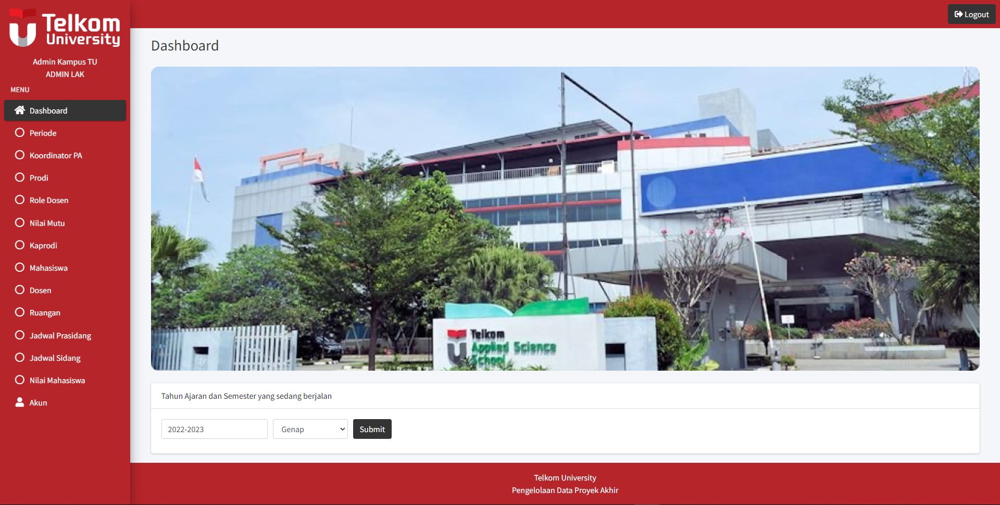 Telkom
University
Admin Kampus TU
ADMIN LAK
MENU
Dashboard
Periode
Koordinator PA
Prodi
Role Dosen
Nilai Mutu
Kaprodi
Mahasiswa
Dosen
Ruangan
Jadwal Prasidang
Jadwal Sidang
Nilai Mahasiswa
Akun
Logout
Dashboard
Telkom
Applied Science
School
Tahun Ajaran dan Semester yang sedang berjalan
2022-2023
Genap
Submit
Telkom University
Pengelolaan Data Proyek Akhir